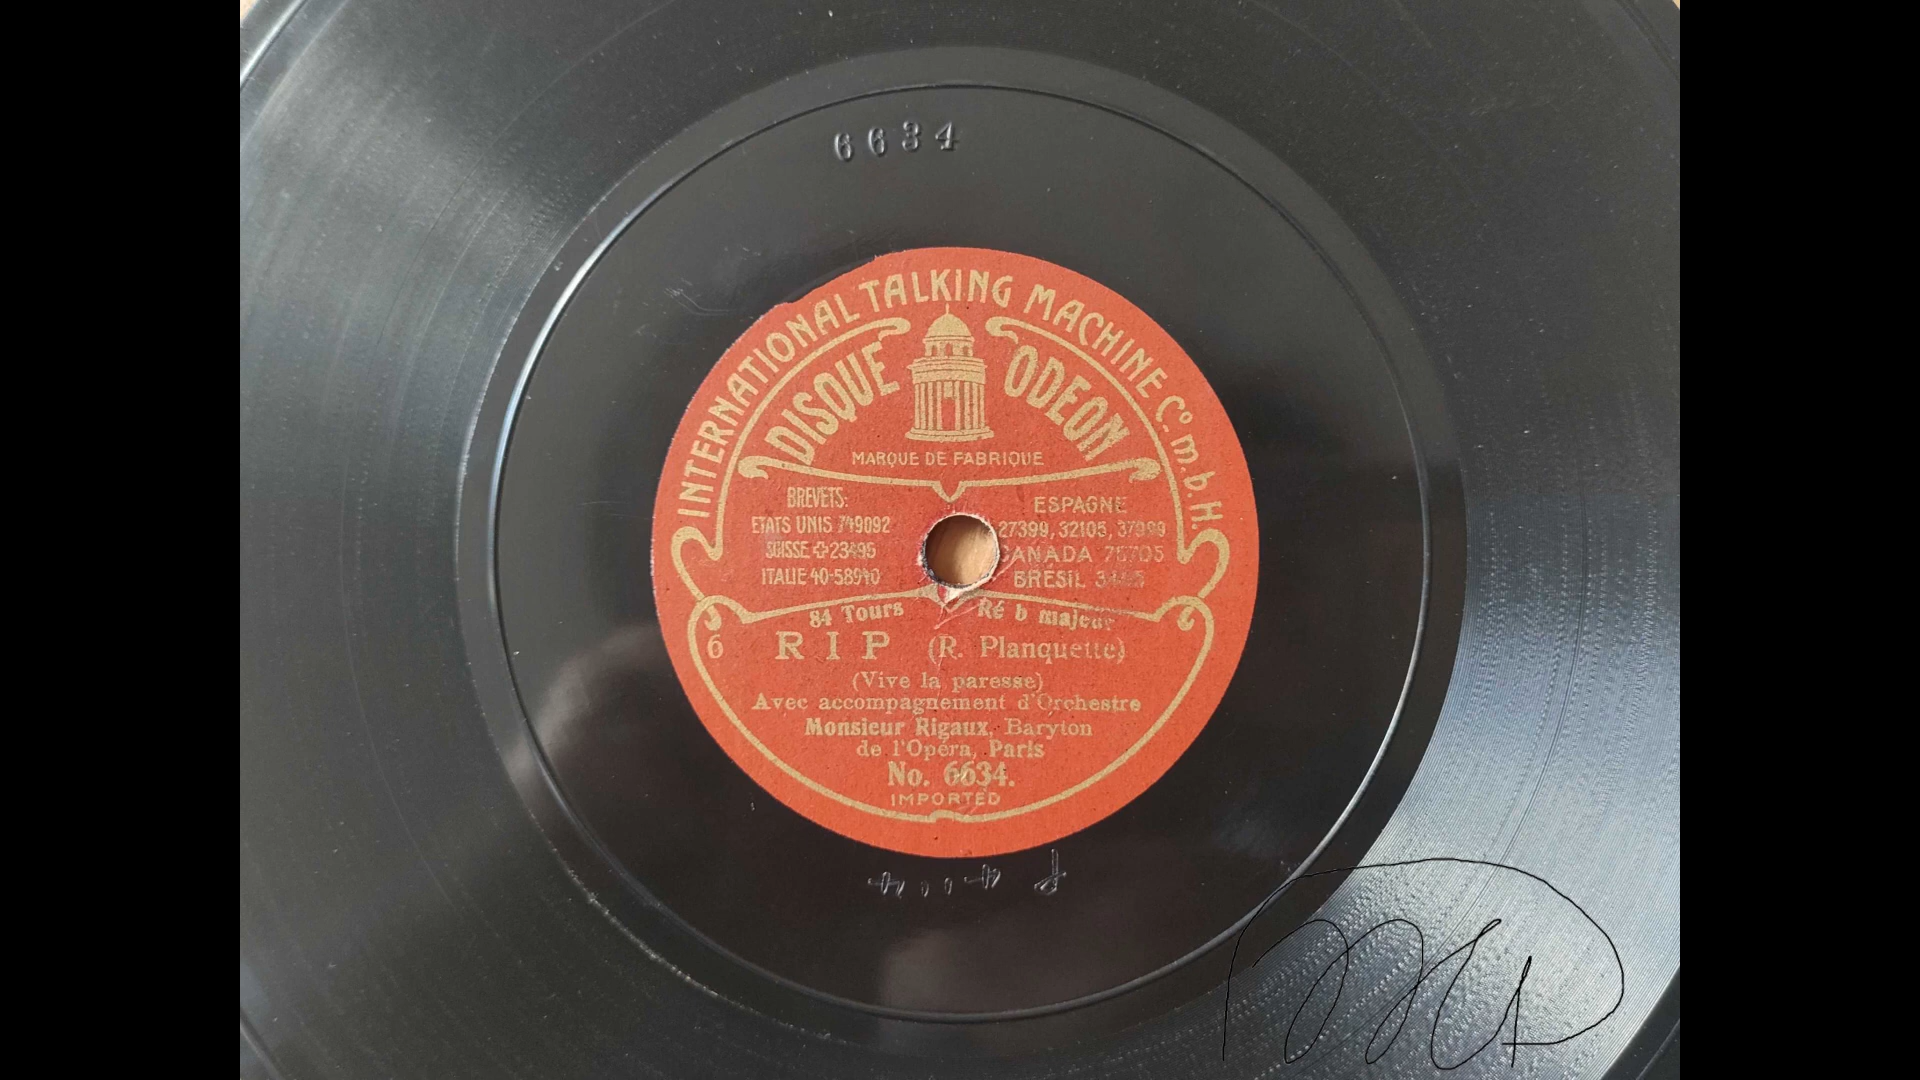 6634
INTERNATIONAL TALKING MACHINE Co. m.b.H.
DISQUE ODEON
MARQUE DE FABRIQUE
BREVETS:
ETATS UNIS 749092
SUISSE 23495
ITALIE 40-58940
ESPAGNE
27399, 32105, 37999
CANADA 75705
BRESIL
84 Tours Ré b majeur
6 RIP (R. Planquette)
(Vive la paresse)
Avec accompagnement d'Orchestre
Monsieur Rigaux, Baryton
de l'Opéra, Paris
No. 6634.
IMPORTED